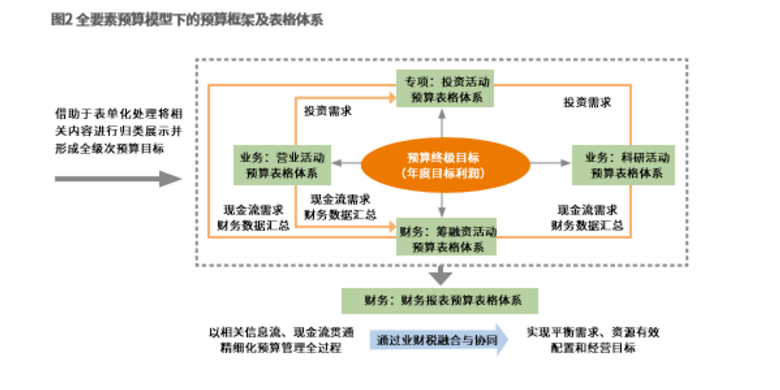 图2 全要素预算模型下的预算框架及表格体系
专项：投资活动
预算表格体系
借助于表单化处理将相
关内容进行归类展示并
形成全级次预算目标
投资需求
投资需求
业务：营业活动
预算表格体系
预算终极目标
（年度目标利润）
业务：科研活动
预算表格体系
现金流需求
财务数据汇总
现金流需求
财务数据汇总
现金流需求
财务数据汇总
财务：筹融资活动
预算表格体系
财务：财务报表预算表格体系
以相关信息流、现金流贯通
精细化预算管理全过程
通过业财税融合与协同
实现平衡需求、资源有效
配置和经营目标